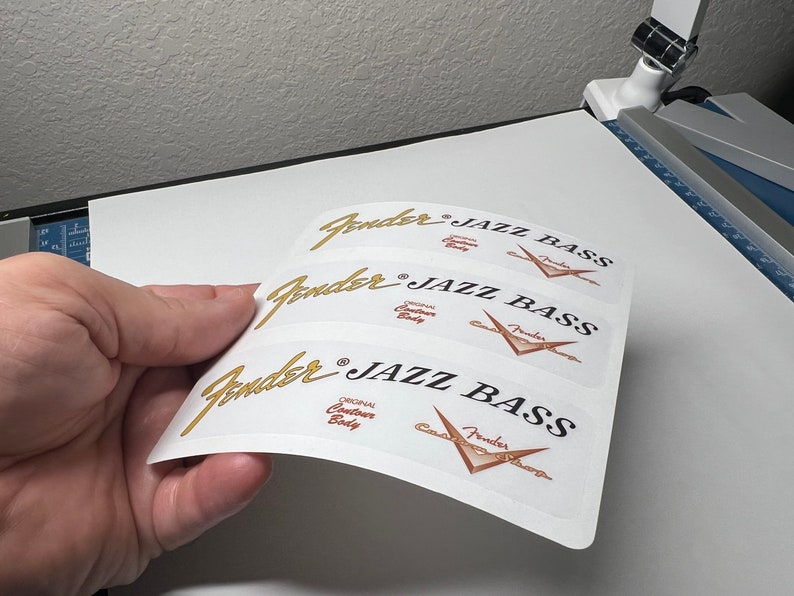 Fender® JAZZ BASS
ORIGINAL
Contour
Body
Fender
Custom Shop
Fender® JAZZ BASS
ORIGINAL
Contour
Body
Fender
Custom Shop
Fender® JAZZ BASS
ORIGINAL
Contour
Body
Fender
Custom Shop